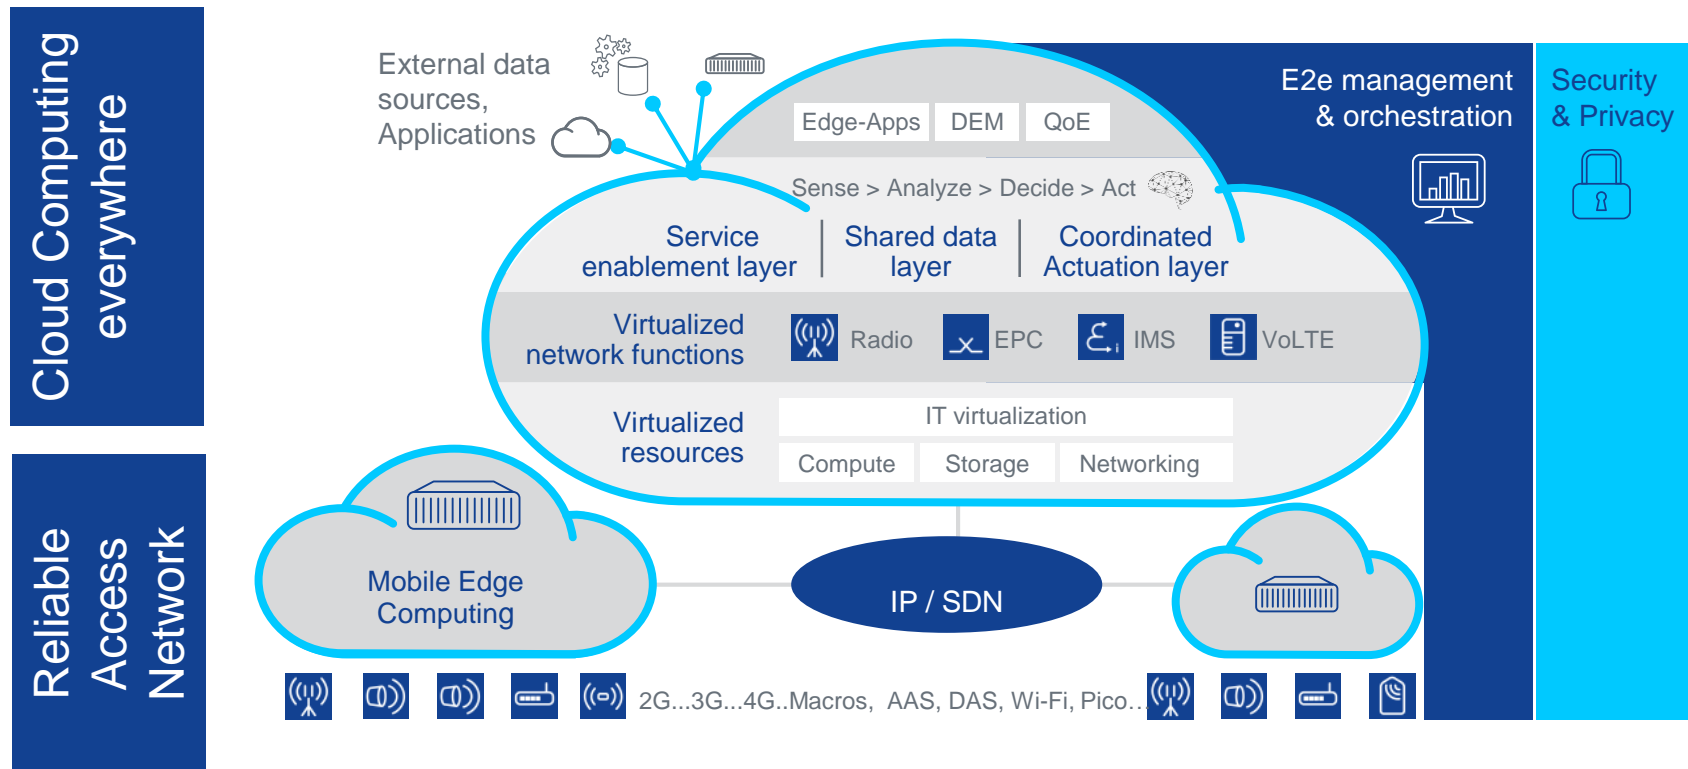 Cloud Computing
everywhere
External data
sources,
Applications
Edge-Apps
DEM
QoE
E2e management
& orchestration
Security
& Privacy
Sense > Analyze > Decide > Act
Service
enablement layer
Shared data
layer
Coordinated
Actuation layer
Virtualized
network functions
Radio
EPC
IMS
VoLTE
Virtualized
resources
IT virtualization
Compute
Storage
Networking
Reliable
Access
Network
Mobile Edge
Computing
IP / SDN
2G...3G...4G..Macros, AAS, DAS, Wi-Fi, Pico…